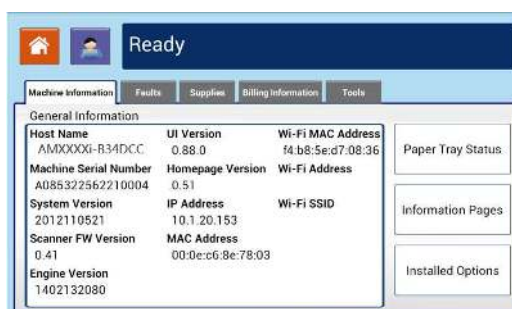 Ready
Machine Information Faults Supplies Billing Information Tools
General Information
Host Name UI Version Wi-Fi MAC Address
AMXXXXi-B34DCC 0.88.0 f4:b8:5e:d7:08:36
Machine Serial Number Homepage Version Wi-Fi Address
A085322562210004 0.51
System Version IP Address Wi-Fi SSID
2012110521 10.1.20.153
Scanner FW Version MAC Address
0.41 00:0e:c6:8e:78:03
Engine Version
1402132080
Paper Tray Status
Information Pages
Installed Options